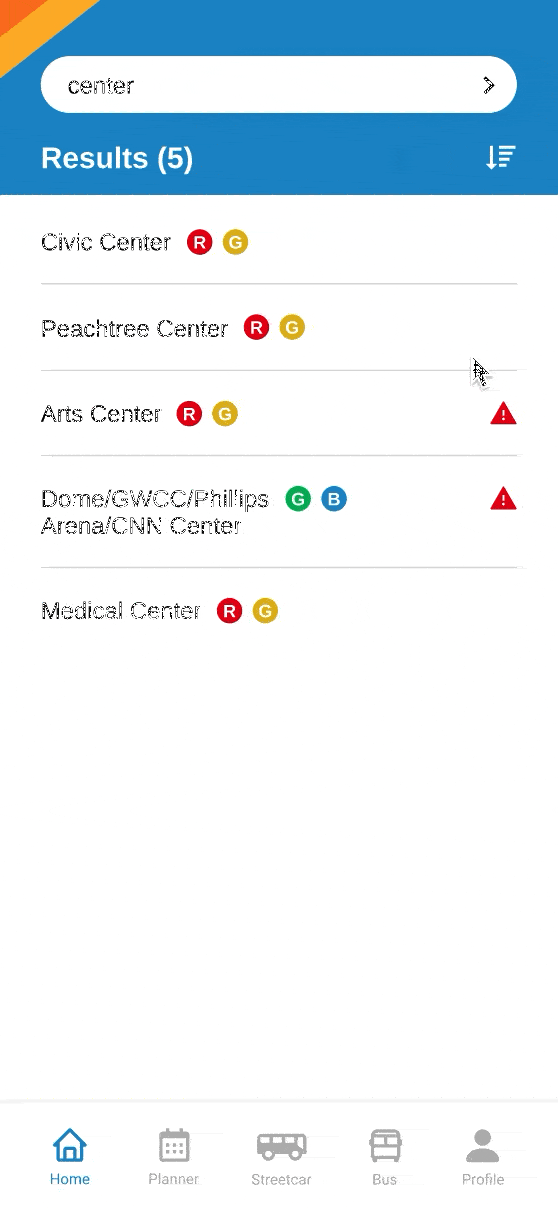 center
Results (5)
Civic Center R G
Peachtree Center R G
Arts Center R G
!
Dome/GWCC/Phillips G B
!
Arena/CNN Center
Medical Center R G
Home Planner Streetcar Bus Profile